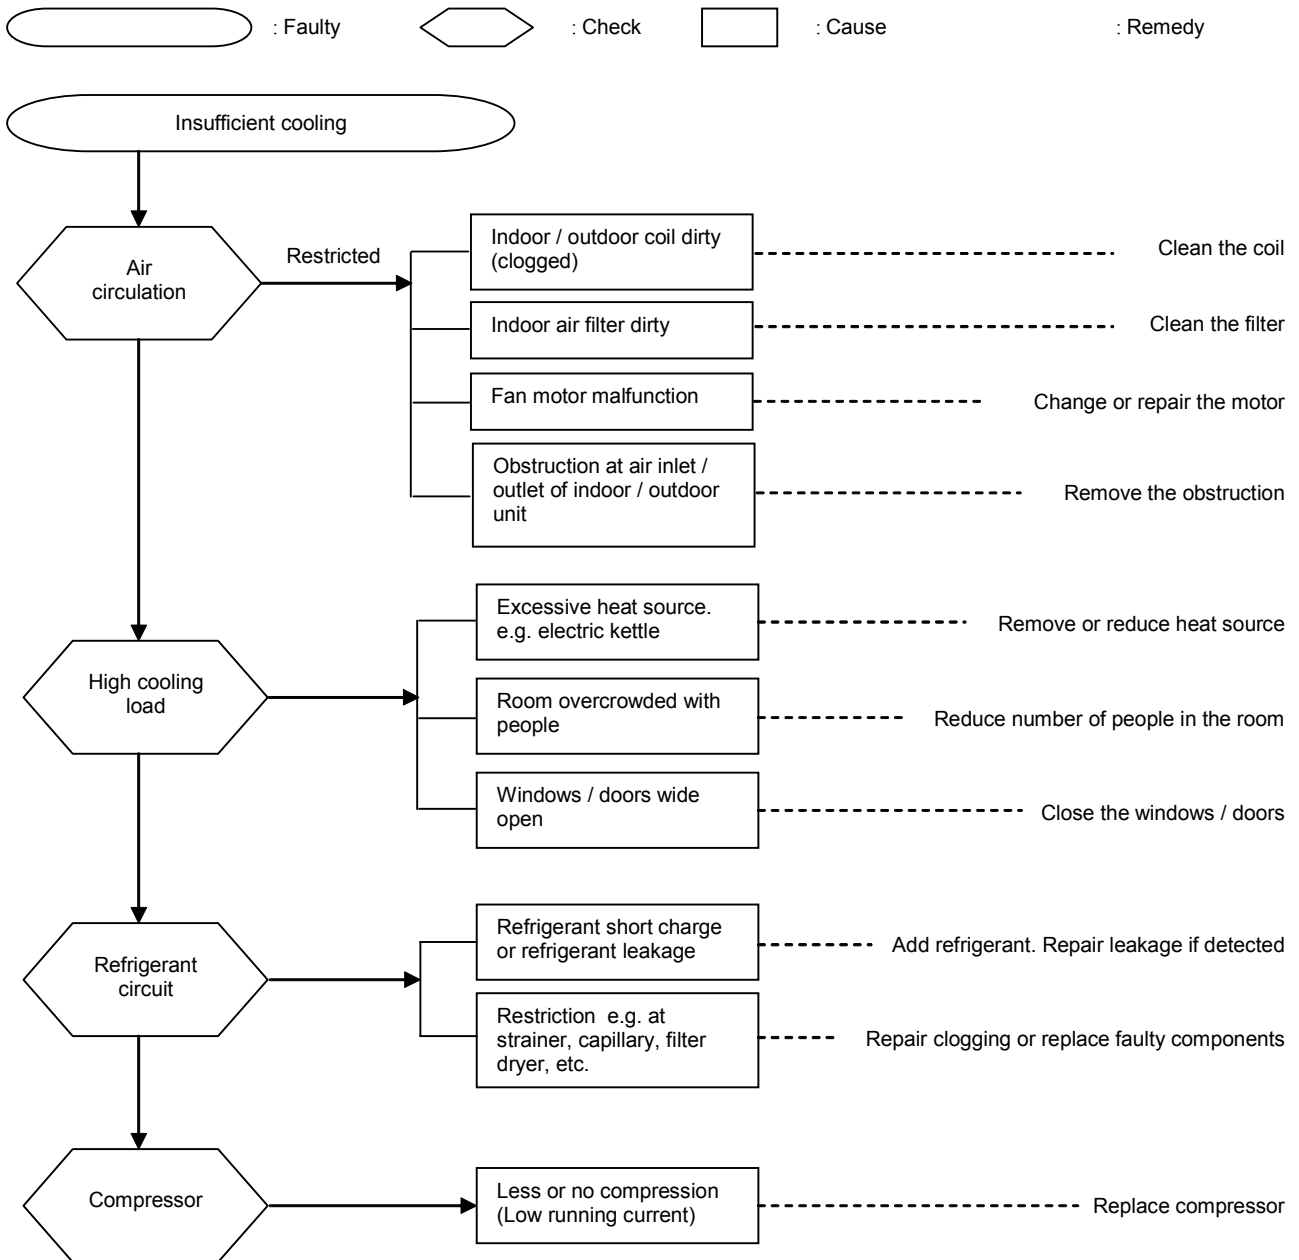 : Faulty
: Check
: Cause
: Remedy
Insufficient cooling
Air
circulation
Restricted
Indoor / outdoor coil dirty
(clogged)
Clean the coil
Indoor air filter dirty
Clean the filter
Fan motor malfunction
Change or repair the motor
Obstruction at air inlet /
outlet of indoor / outdoor
unit
Remove the obstruction
High cooling
load
Excessive heat source.
e.g. electric kettle
Remove or reduce heat source
Room overcrowded with
people
Reduce number of people in the room
Windows / doors wide
open
Close the windows / doors
Refrigerant
circuit
Refrigerant short charge
or refrigerant leakage
Add refrigerant. Repair leakage if detected
Restriction e.g. at
strainer, capillary, filter
dryer, etc.
Repair clogging or replace faulty components
Compressor
Less or no compression
(Low running current)
Replace compressor